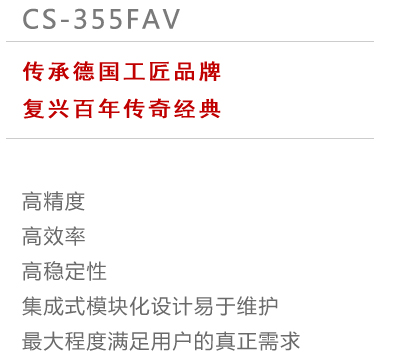 CS-355FAV
传承德国工匠品牌
复兴百年传奇经典
高精度
高效率
高稳定性
集成式模块化设计易于维护
最大程度满足用户的真正需求